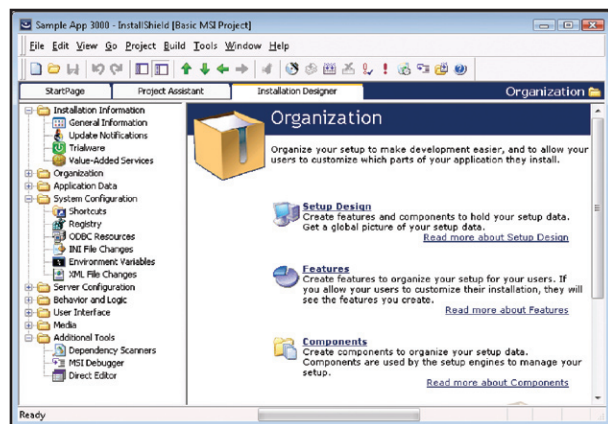 Sample App 3000 - InstallShield [Basic MSI Project]
File Edit View Go Project Build Tools Window Help
StartPage Project Assistant Installation Designer Organization
Installation Information
General Information
Update Notifications
Trialware
Value-Added Services
Organization
Application Data
System Configuration
Shortcuts
Registry
ODBC Resources
INI File Changes
Environment Variables
XML File Changes
Server Configuration
Behavior and Logic
User Interface
Media
Additional Tools
Dependency Scanners
MSI Debugger
Direct Editor
Organization
Organize your setup to make development easier, and to allow your
users to customize which parts of your application they install.
Setup Design
Create features and components to hold your setup data.
Get a global picture of your setup data.
Read more about Setup Design
Features
Create features to organize your setup for your users. If
you allow your users to customize their installation, they will
see the features you create.
Read more about Features
Components
Create components to organize your setup data.
Components are used by the setup engines to manage your
setup.
Read more about Components
Ready